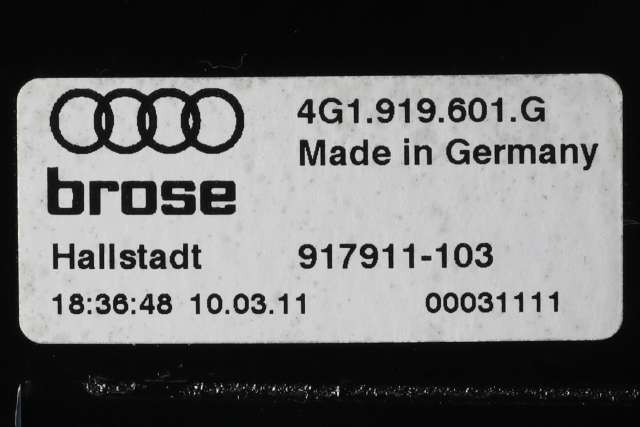 4G1.919.601.G
Made in Germany
brose
Hallstadt 917911-103
18:36:48 10.03.11 00031111